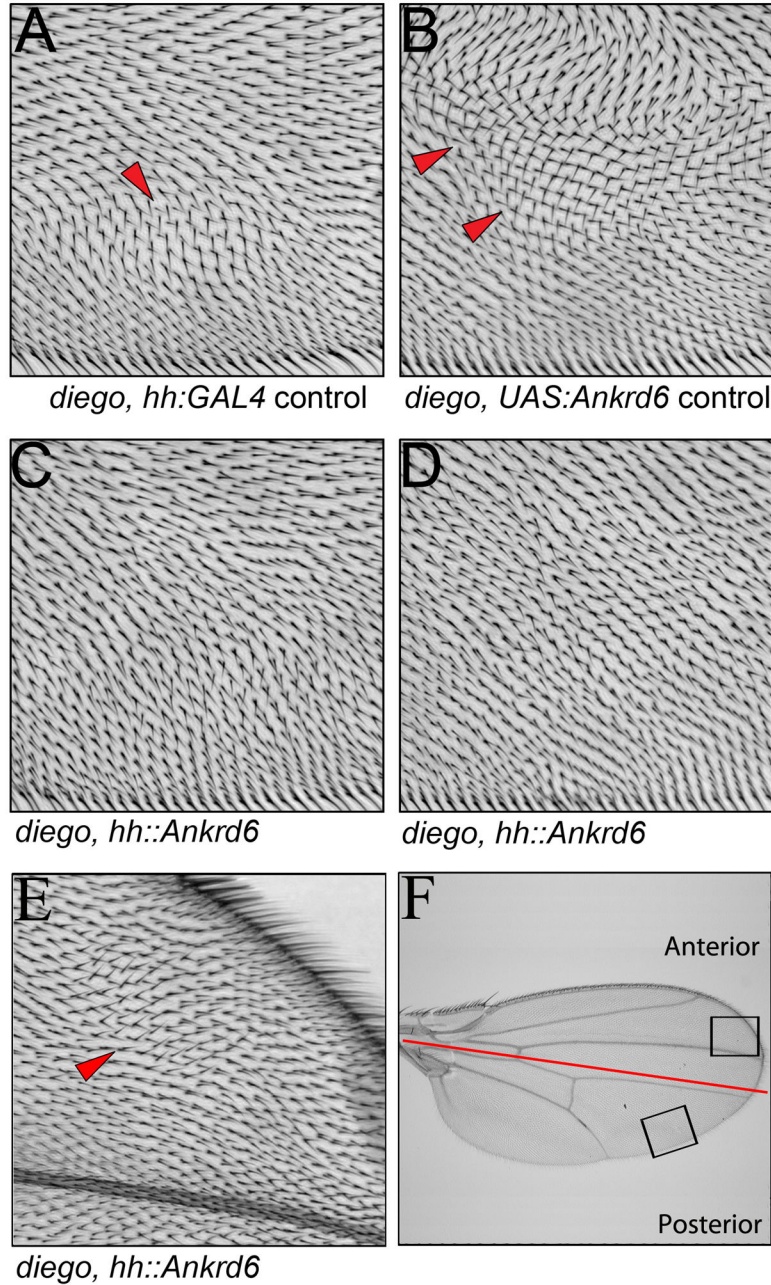 A
B
diego, hh:GAL4 control
diego, UAS:Ankrd6 control
C
D
diego, hh::Ankrd6
diego, hh::Ankrd6
E
F
Anterior
Posterior
diego, hh::Ankrd6